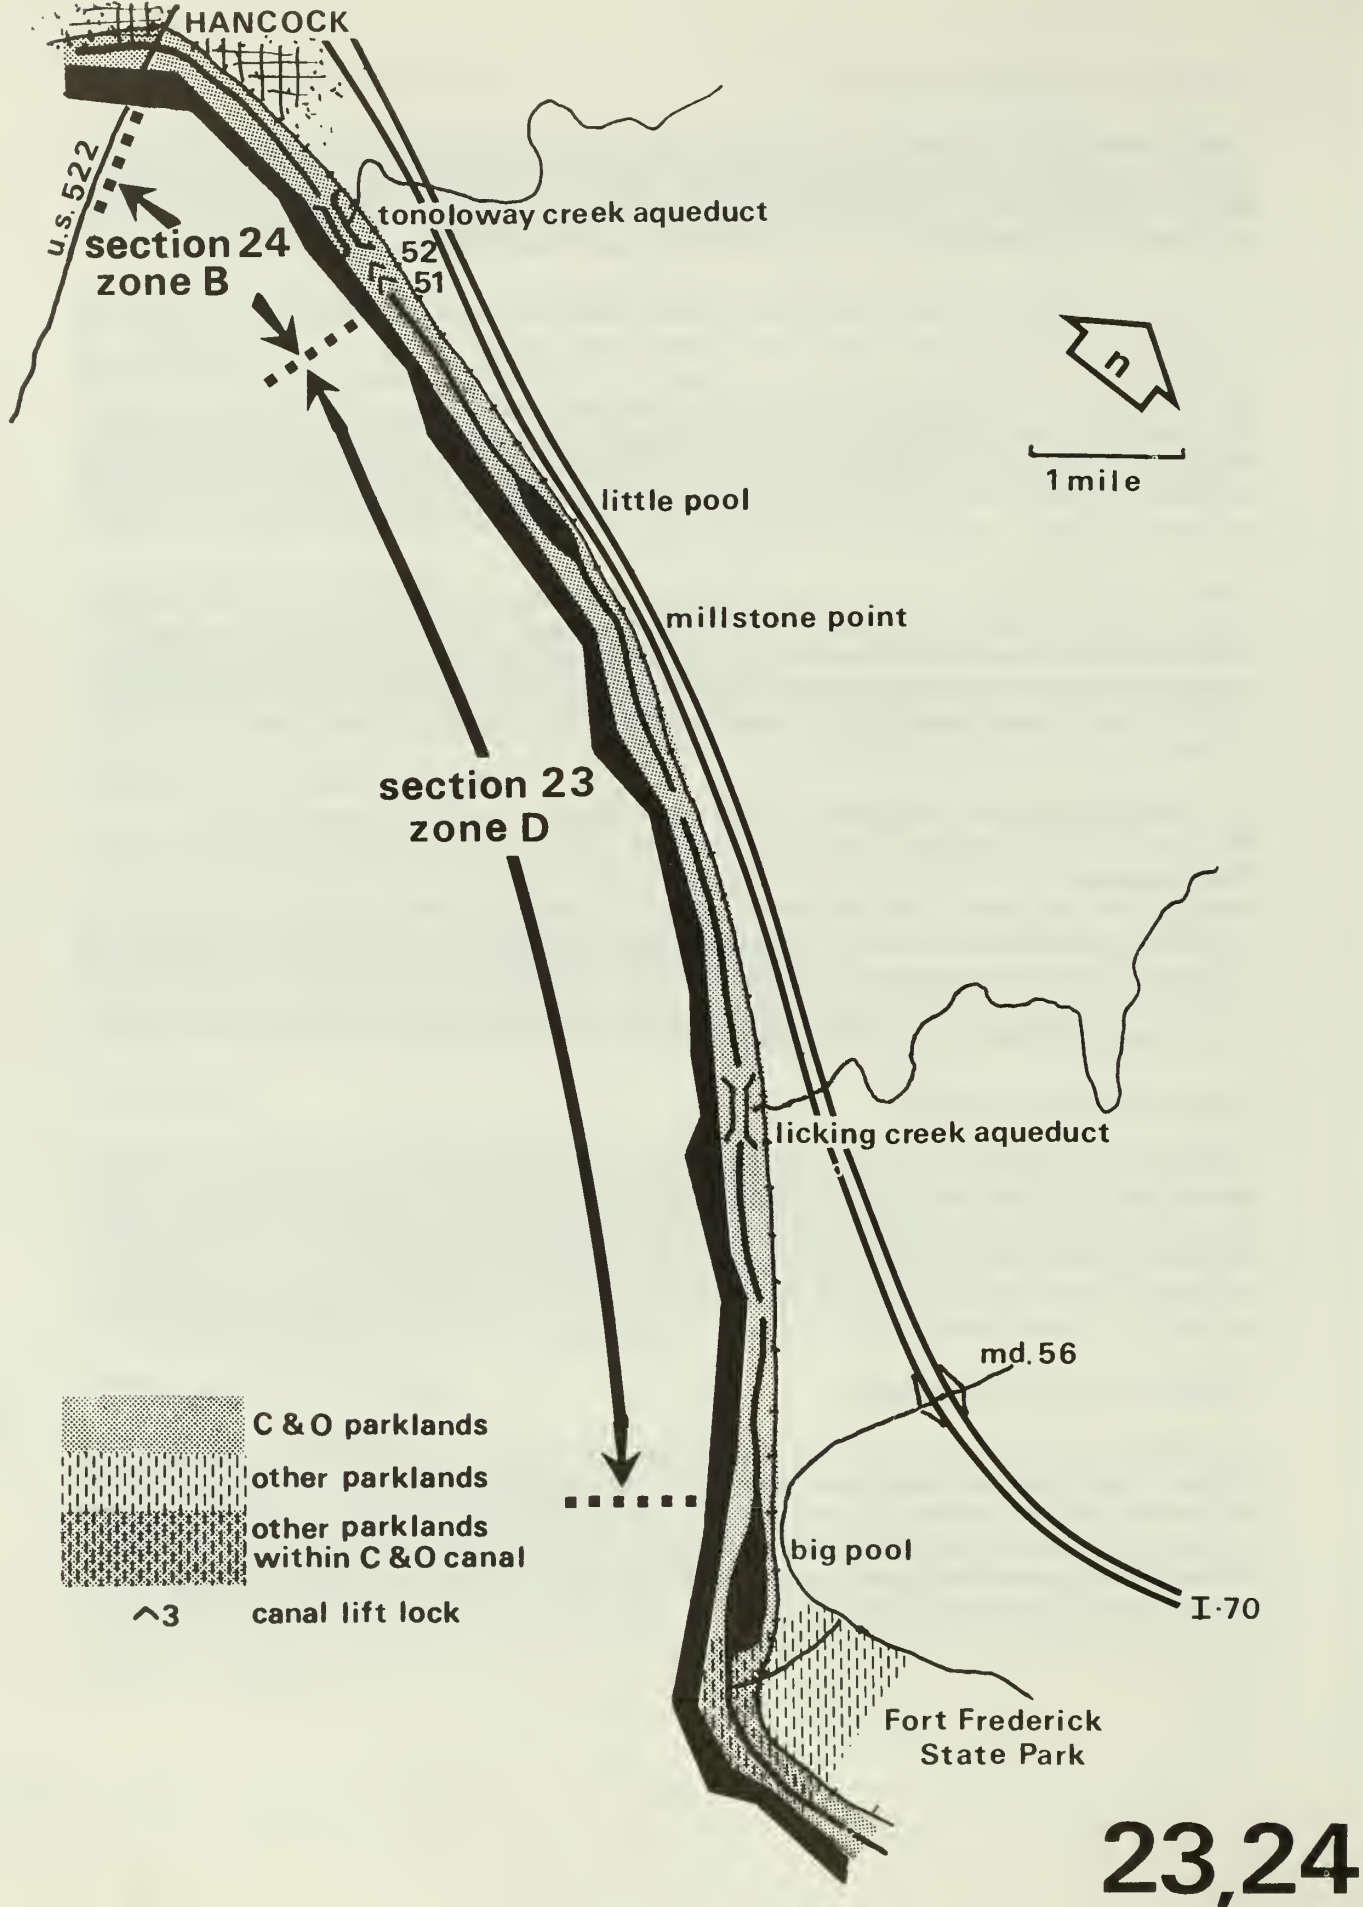 HANCOCK
u.s. 522
tonoloway creek aqueduct
52
51
section 24
zone B
n
1 mile
little pool
millstone point
section 23
zone D
licking creek aqueduct
md. 56
C & O parklands
other parklands
other parklands
within C & O canal
^3 canal lift lock
big pool
I-70
Fort Frederick
State Park
23,24